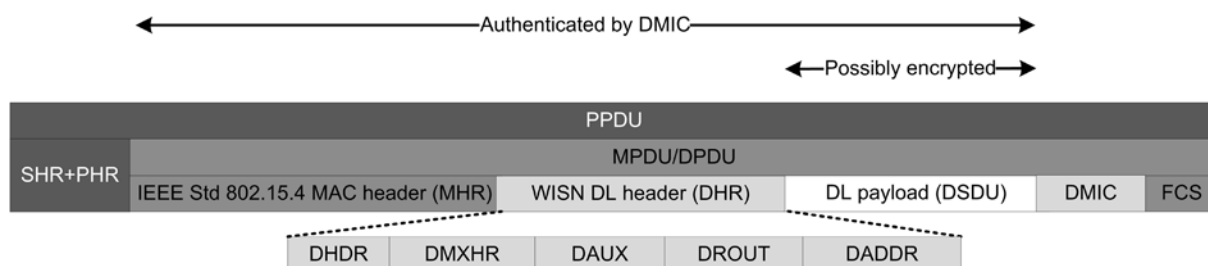 Authenticated by DMIC
Possibly encrypted
PPDU
SHR+PHR
MPDU/DPDU
IEEE Std 802.15.4 MAC header (MHR) WISN DL header (DHR) DL payload (DSDU) DMIC FCS
DHDR DMXHR DAUX DROUT DADDR